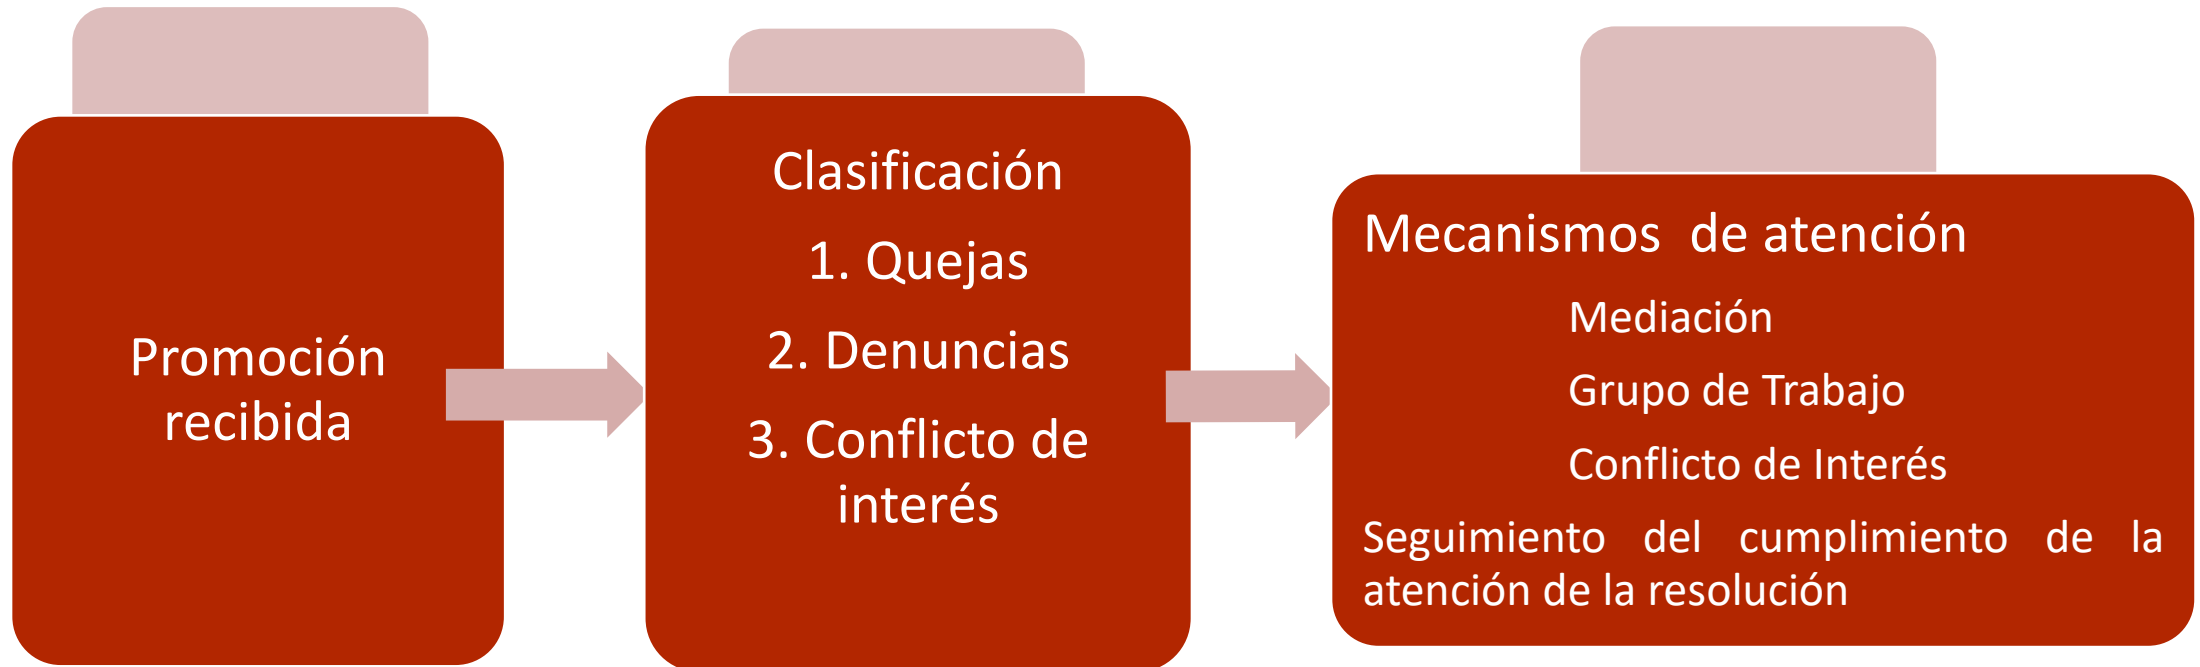 Promoción
recibida
Clasificación
1. Quejas
2. Denuncias
3. Conflicto de
interés
Mecanismos de atención
Mediación
Grupo de Trabajo
Conflicto de Interés
Seguimiento del cumplimiento de la
atención de la resolución